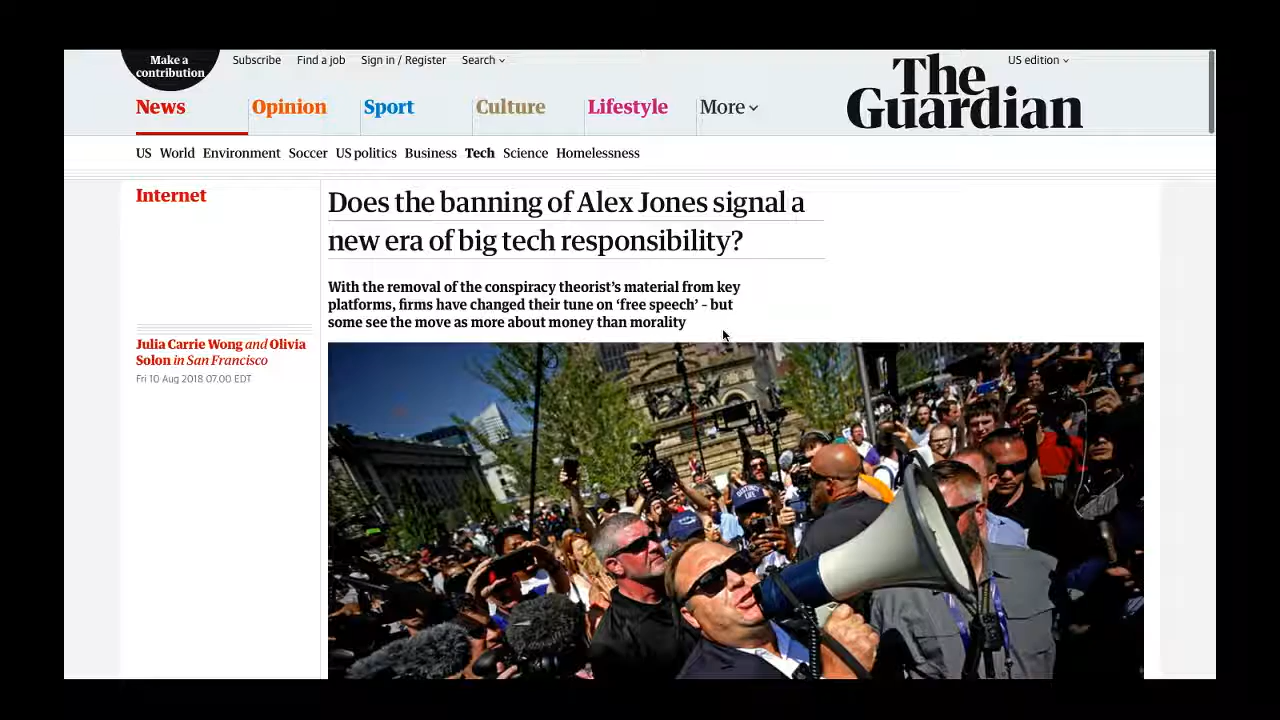 Make a
contribution
Subscribe
Find a job
Sign in / Register
Search
US edition
The
Guardian
News
Opinion
Sport
Culture
Lifestyle
More
US
World
Environment
Soccer
US politics
Business
Tech
Science
Homelessness
Internet
Does the banning of Alex Jones signal a
new era of big tech responsibility?
With the removal of the conspiracy theorist’s material from key
platforms, firms have changed their tune on ‘free speech’ – but
some see the move as more about money than morality
Julia Carrie Wong and Olivia
Solon in San Francisco
Fri 10 Aug 2018 07.00 EDT